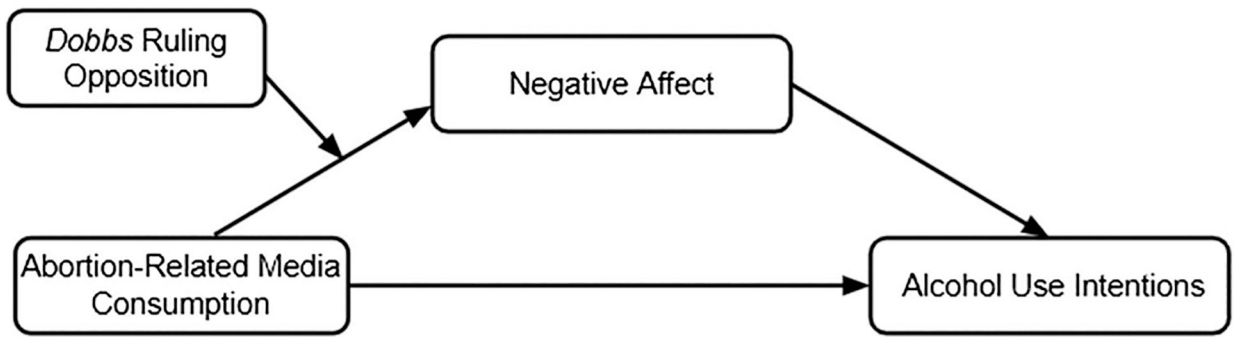 Dobbs Ruling
Opposition
Negative Affect
Abortion-Related Media
Consumption
Alcohol Use Intentions